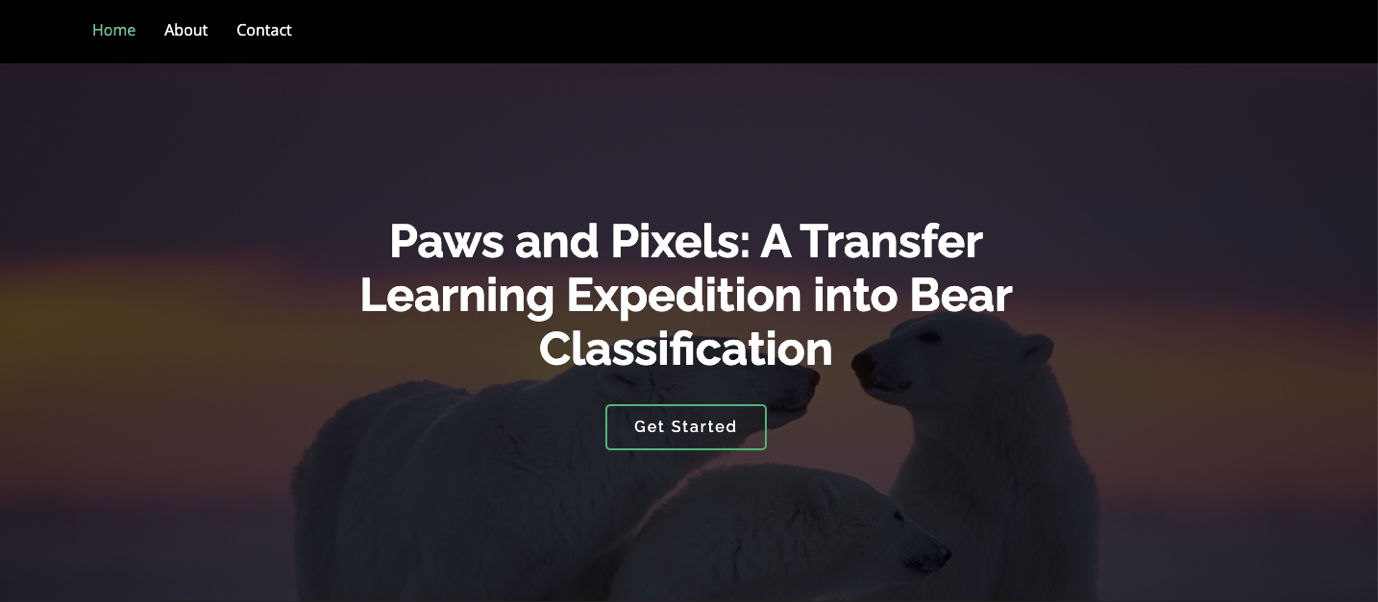 Home About Contact
Paws and Pixels: A Transfer
Learning Expedition into Bear
Classification
Get Started